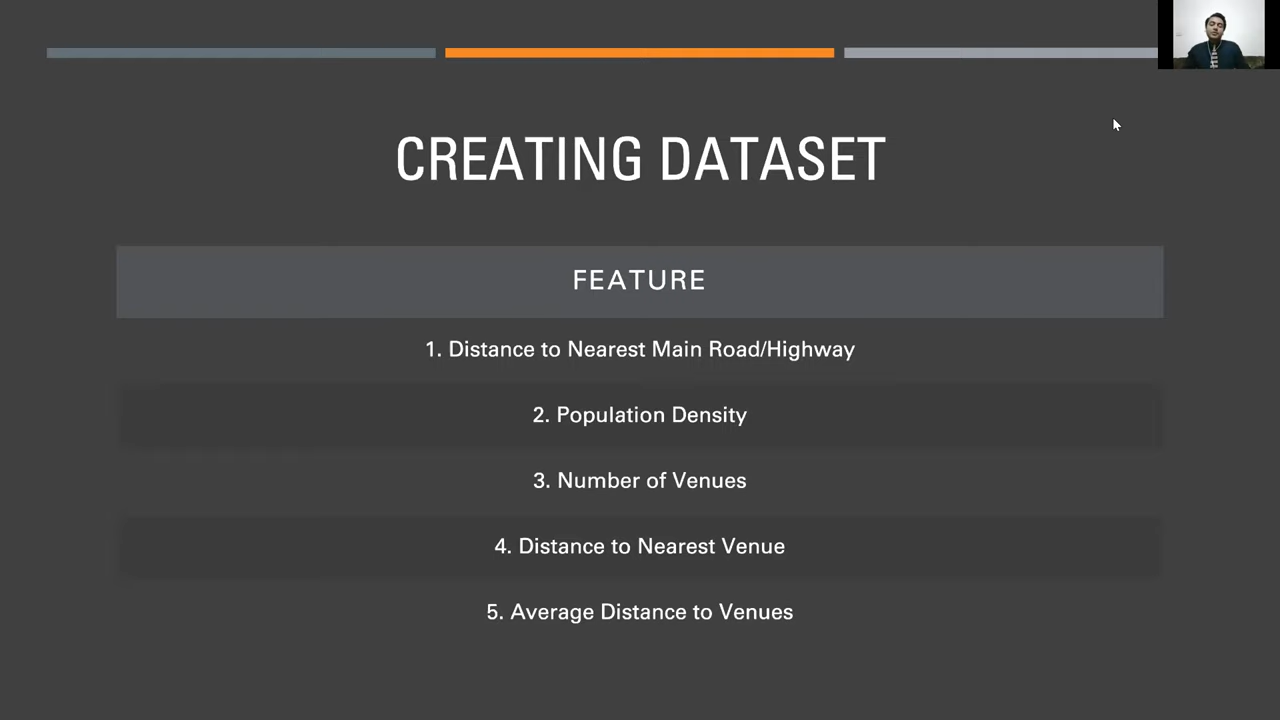 CREATING DATASET
FEATURE
1. Distance to Nearest Main Road/Highway
2. Population Density
3. Number of Venues
4. Distance to Nearest Venue
5. Average Distance to Venues